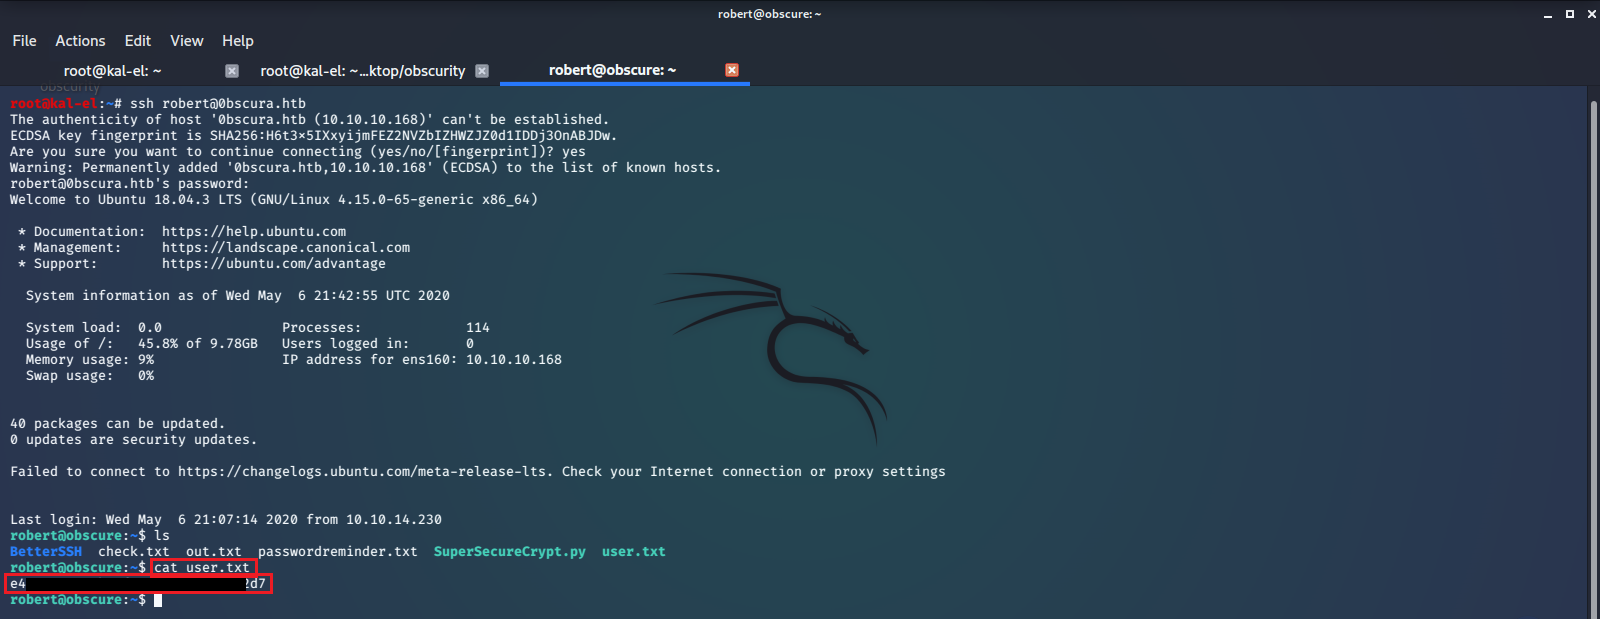 robert@obscure: ~
File Actions Edit View Help
root@kal-el: ~ root@kal-el: ~...ktop/obscurity robert@obscure: ~
obscurity
root@kal-el:~# ssh robert@0bscura.htb
The authenticity of host '0bscura.htb (10.10.10.168)' can't be established.
ECDSA key fingerprint is SHA256:H6t3×5IXxyijmFEZ2NVZbIZHWZJZ0d1IDDj3OnABJDw.
Are you sure you want to continue connecting (yes/no/[fingerprint])? yes
Warning: Permanently added '0bscura.htb,10.10.10.168' (ECDSA) to the list of known hosts.
robert@0bscura.htb's password:
Welcome to Ubuntu 18.04.3 LTS (GNU/Linux 4.15.0-65-generic x86_64)
* Documentation: https://help.ubuntu.com
* Management: https://landscape.canonical.com
* Support: https://ubuntu.com/advantage
System information as of Wed May 6 21:42:55 UTC 2020
System load: 0.0 Processes: 114
Usage of /: 45.8% of 9.78GB Users logged in: 0
Memory usage: 9% IP address for ens160: 10.10.10.168
Swap usage: 0%
40 packages can be updated.
0 updates are security updates.
Failed to connect to https://changelogs.ubuntu.com/meta-release-lts. Check your Internet connection or proxy settings
Last login: Wed May 6 21:07:14 2020 from 10.10.14.230
robert@obscure:~$ ls
BetterSSH check.txt out.txt passwordreminder.txt SuperSecureCrypt.py user.txt
robert@obscure:~$ cat user.txt
e4 2d7
robert@obscure:~$